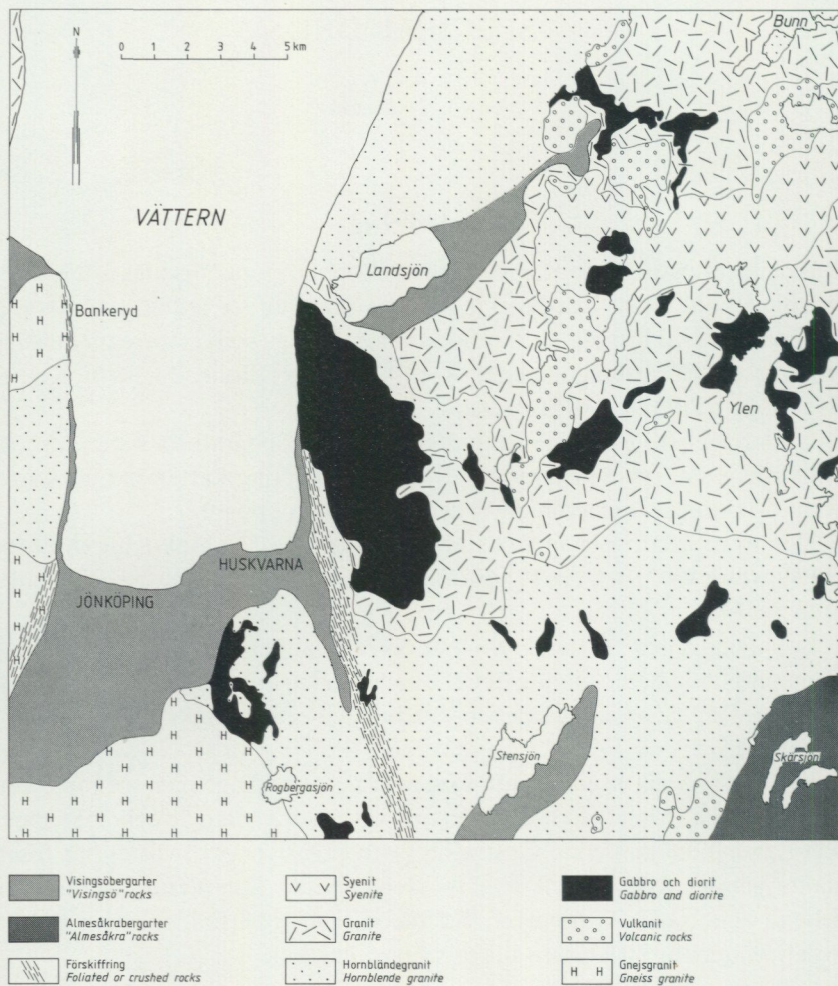 Bunn
N
0 1 2 3 4 5 km
VÄTTERN
Landsjön
Bankeryd
Ylen
HUSKVARNA
JÖNKÖPING
Stensjön
Skärsjön
Rogbergasjön
Visingsöbergarter
"Visingsö" rocks
Almesåkrabergarter
"Almesåkra" rocks
Förskiffring
Foliated or crushed rocks
Syenit
Syenite
Granit
Granite
Hornbländegranit
Hornblende granite
Gabbro och diorit
Gabbro and diorite
Vulkanit
Volcanic rocks
Gnejsgranit
Gneiss granite